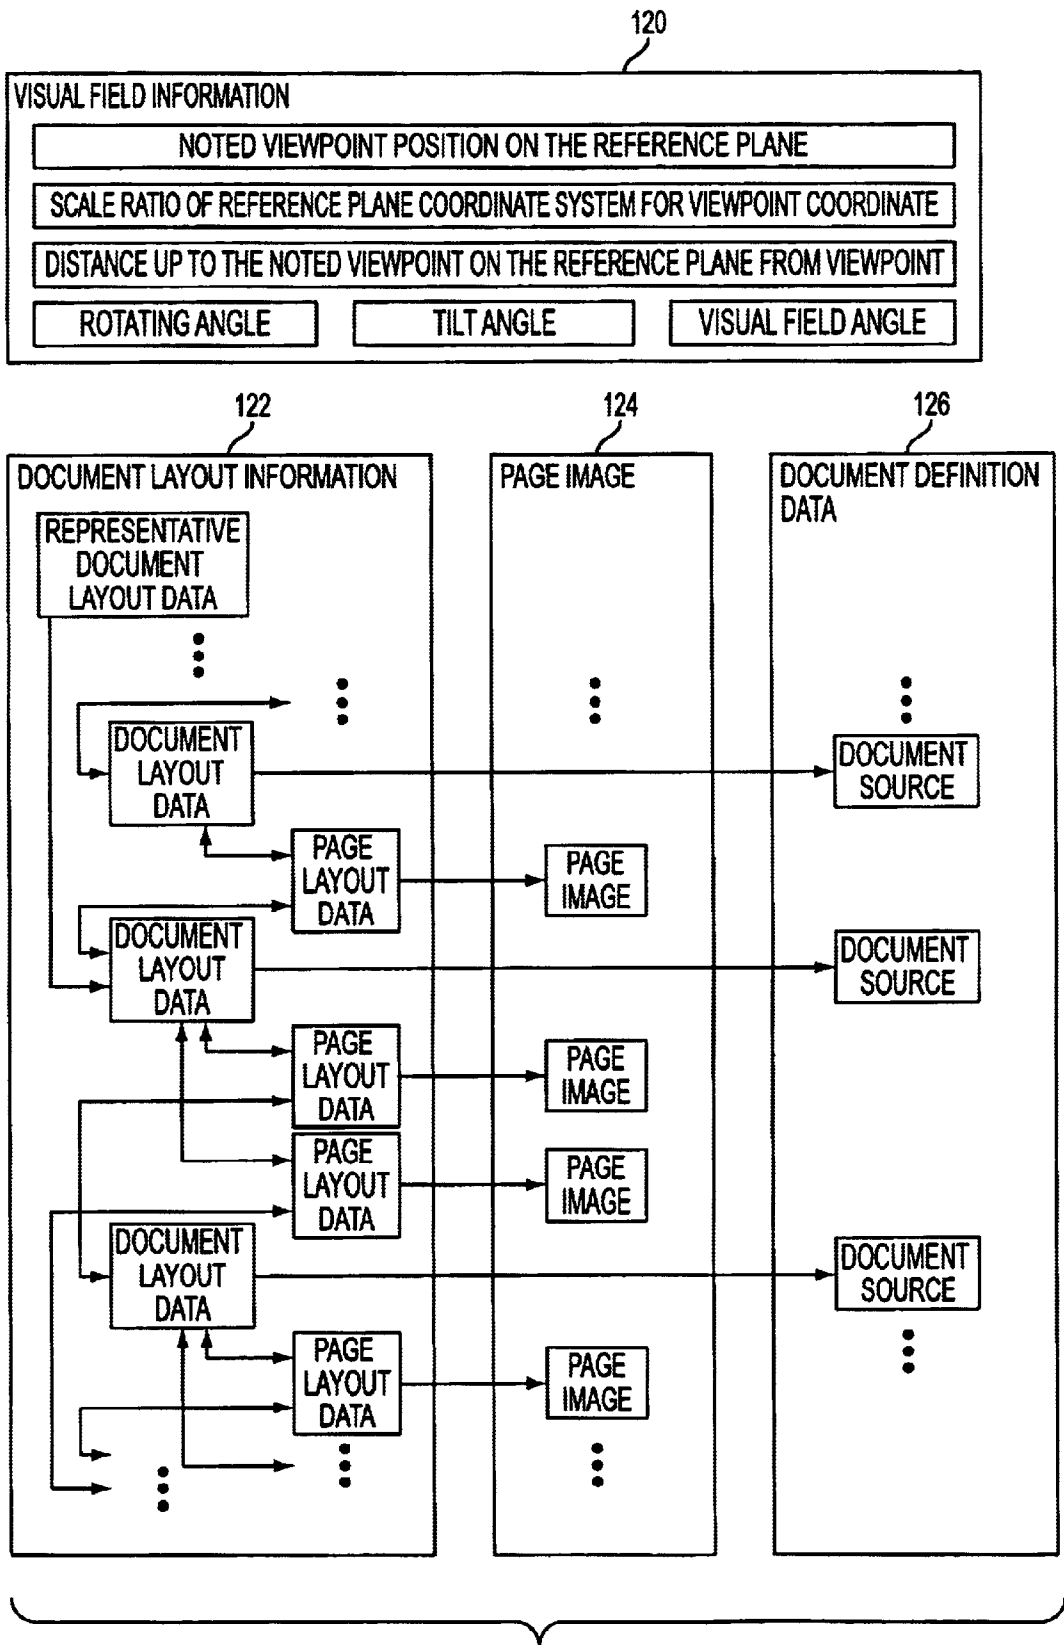 120
VISUAL FIELD INFORMATION
NOTED VIEWPOINT POSITION ON THE REFERENCE PLANE
SCALE RATIO OF REFERENCE PLANE COORDINATE SYSTEM FOR VIEWPOINT COORDINATE
DISTANCE UP TO THE NOTED VIEWPOINT ON THE REFERENCE PLANE FROM VIEWPOINT
ROTATING ANGLE
TILT ANGLE
VISUAL FIELD ANGLE
122
124
126
DOCUMENT LAYOUT INFORMATION
PAGE IMAGE
DOCUMENT DEFINITION
DATA
REPRESENTATIVE
DOCUMENT
LAYOUT DATA
DOCUMENT
LAYOUT
DATA
DOCUMENT
SOURCE
PAGE
LAYOUT
DATA
PAGE
IMAGE
DOCUMENT
LAYOUT
DATA
DOCUMENT
SOURCE
PAGE
LAYOUT
DATA
PAGE
IMAGE
PAGE
LAYOUT
DATA
PAGE
IMAGE
DOCUMENT
LAYOUT
DATA
DOCUMENT
SOURCE
PAGE
LAYOUT
DATA
PAGE
IMAGE